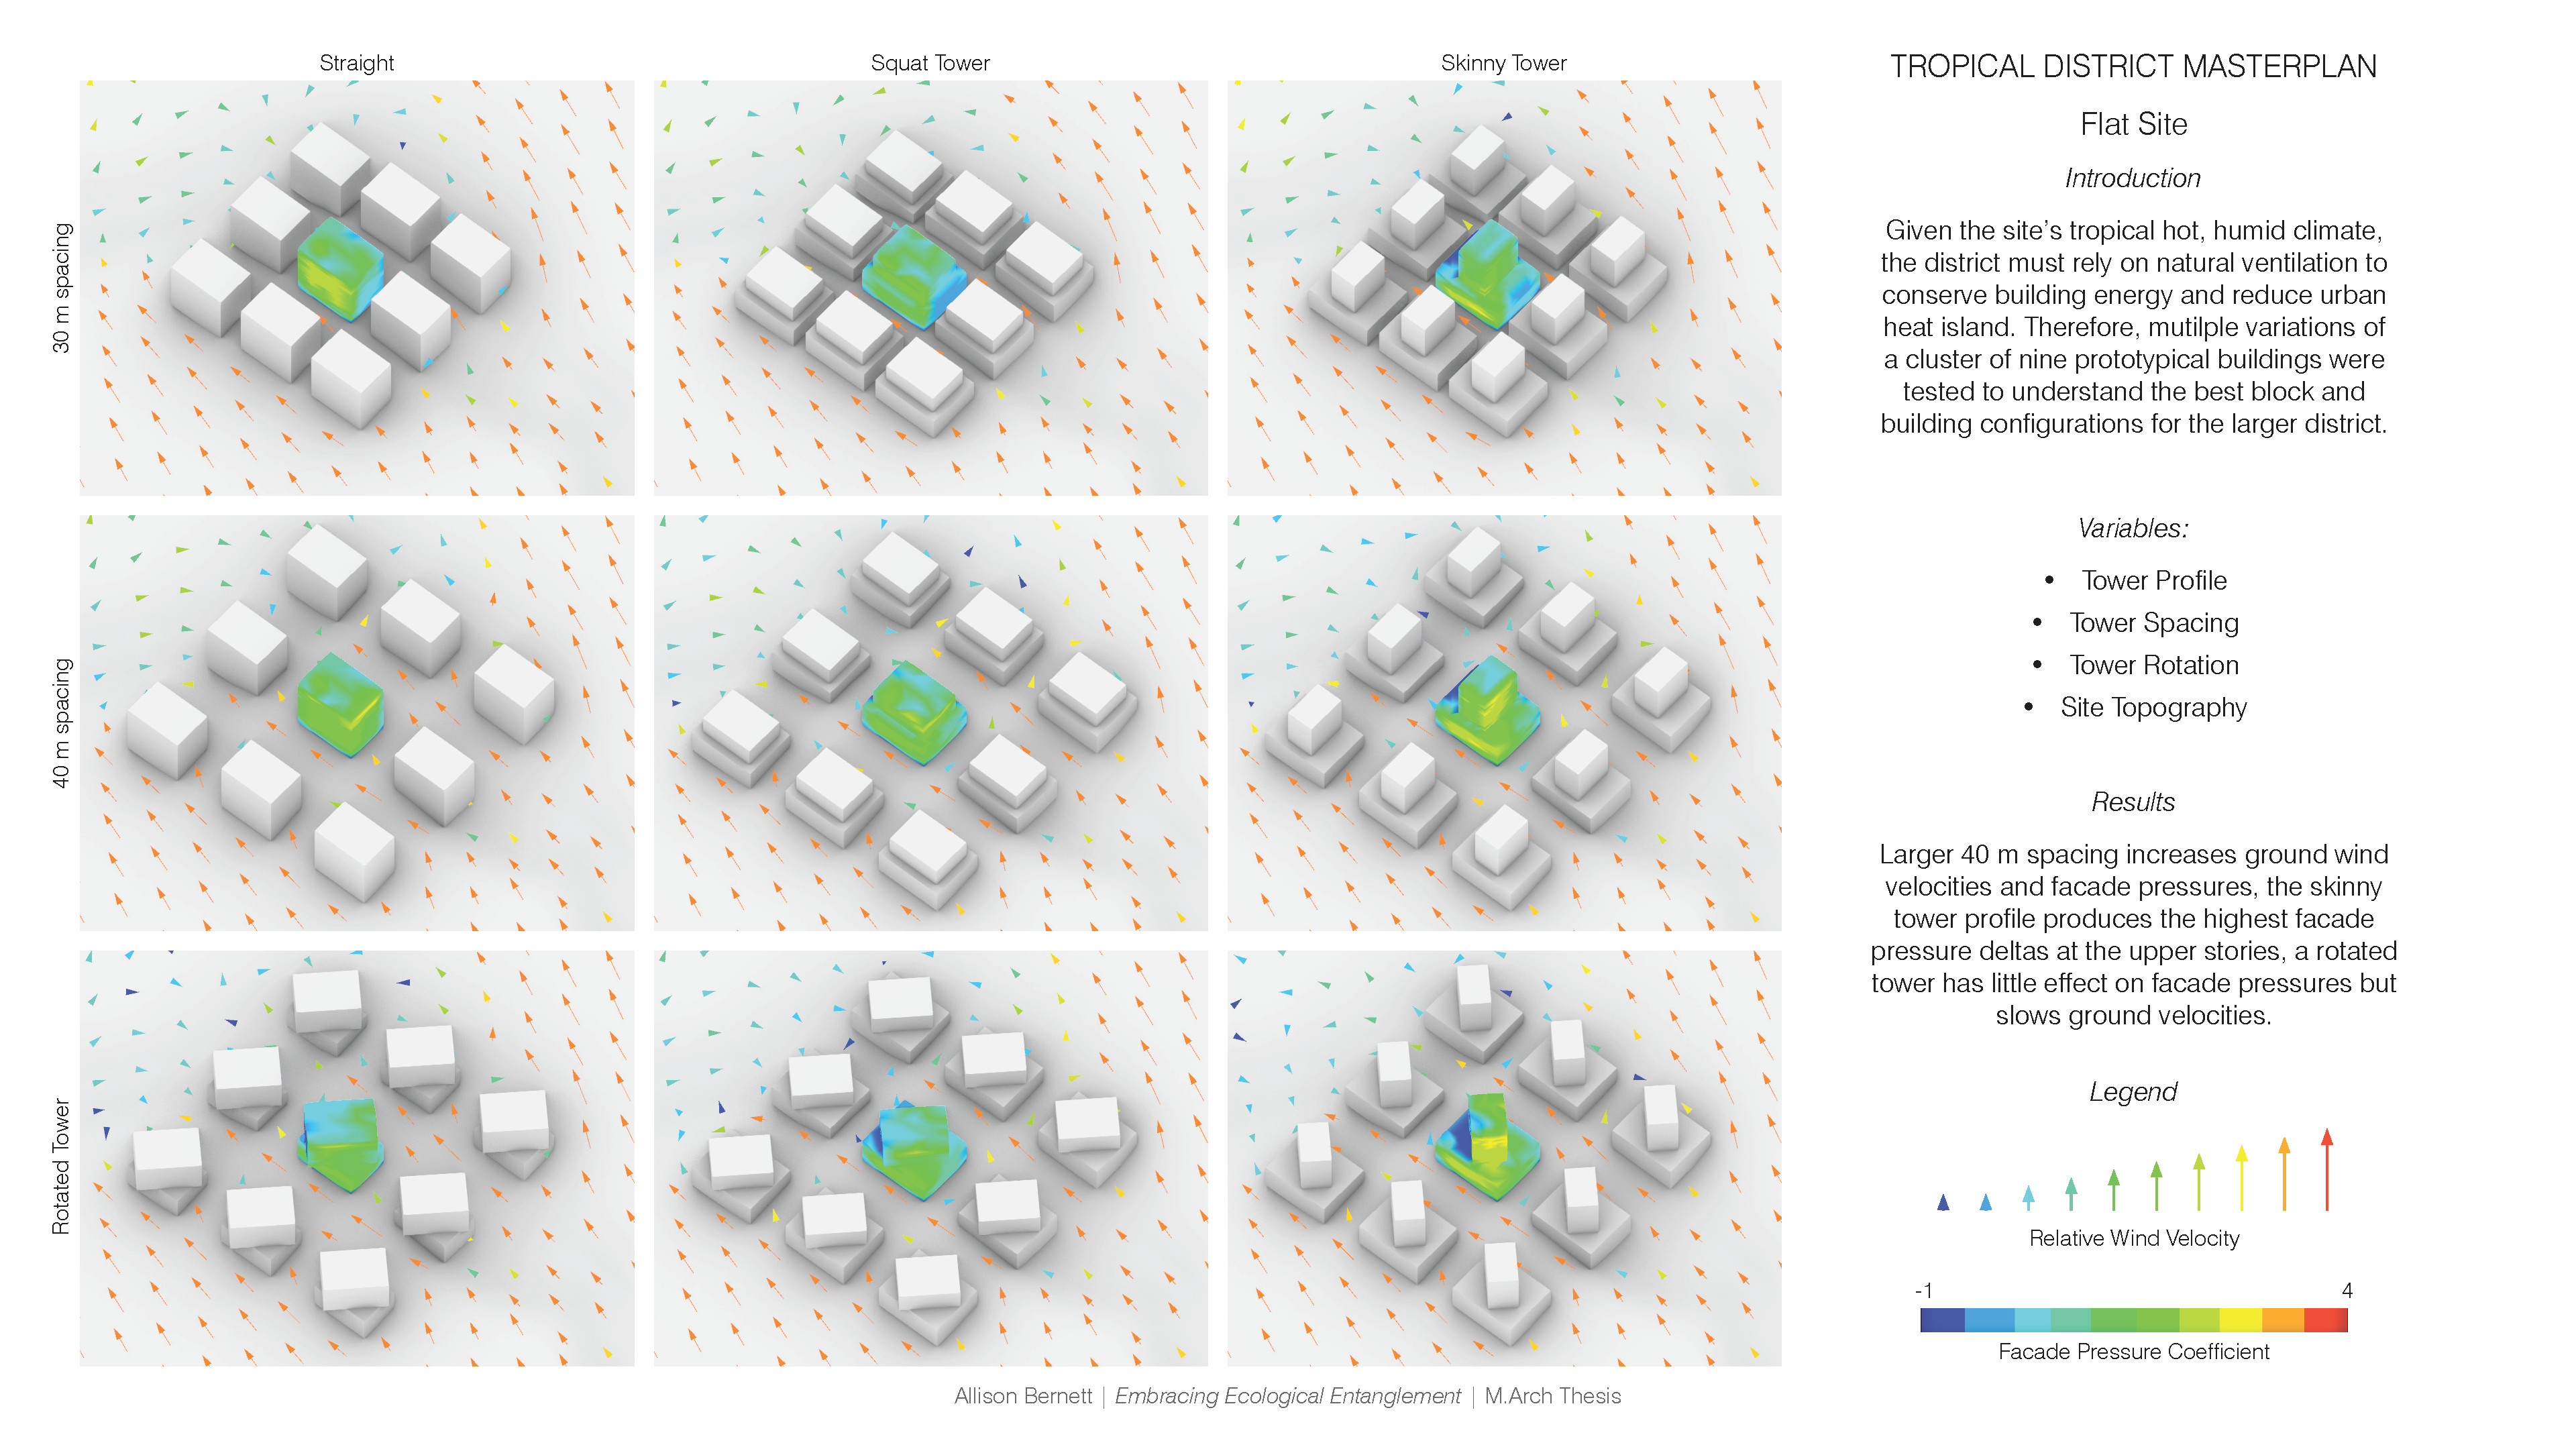 Straight
Squat Tower
Skinny Tower
30 m spacing
40 m spacing
Rotated Tower
TROPICAL DISTRICT MASTERPLAN
Flat Site
Introduction
Given the site’s tropical hot, humid climate,
the district must rely on natural ventilation to
conserve building energy and reduce urban
heat island. Therefore, mutilple variations of
a cluster of nine prototypical buildings were
tested to understand the best block and
building configurations for the larger district.
Variables:
• Tower Profile
• Tower Spacing
• Tower Rotation
• Site Topography
Results
Larger 40 m spacing increases ground wind
velocities and facade pressures, the skinny
tower profile produces the highest facade
pressure deltas at the upper stories, a rotated
tower has little effect on facade pressures but
slows ground velocities.
Legend
Relative Wind Velocity
-1 4
Facade Pressure Coefficient
Allison Bernett | Embracing Ecological Entanglement | M.Arch Thesis